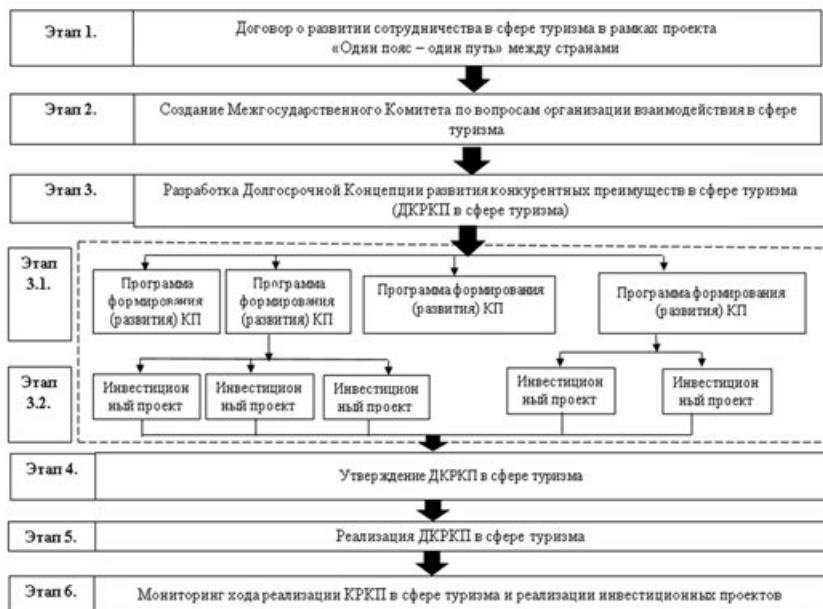 Этап 1.
Договор о развитии сотрудничества в сфере туризма в рамках проекта
«Один пояс – один путь» между странами
Этап 2.
Создание Межгосударственного Комитета по вопросам организации взаимодействия в сфере
туризма
Этап 3.
Разработка Долгосрочной Концепции развития конкурентных преимуществ в сфере туризма
(ДКРКП в сфере туризма)
Этап
3.1.
Программа
формирования
(развития) КП
Программа
формирования
(развития) КП
Программа формирования
(развития) КП
Программа формирования
(развития) КП
Этап
3.2.
Инвестицион
ный проект
Инвестицион
ный проект
Инвестицион
ный проект
Инвестицион
ный проект
Инвестицион
ный проект
Этап 4.
Утверждение ДКРКП в сфере туризма
Этап 5.
Реализация ДКРКП в сфере туризма
Этап 6.
Мониторинг хода реализации КРКП в сфере туризма и реализации инвестиционных проектов